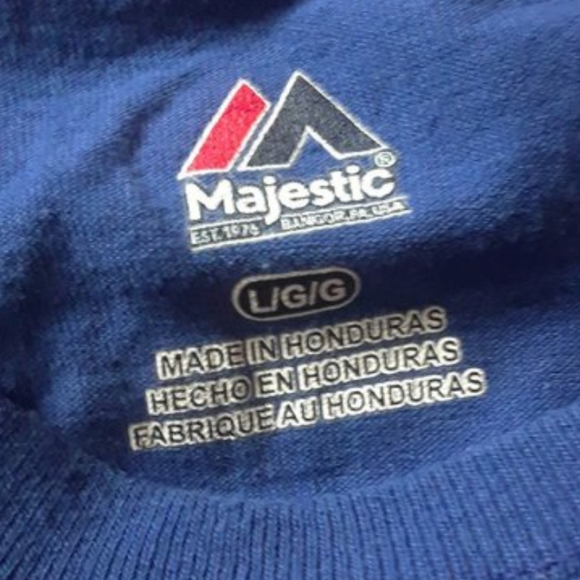 Majestic®
EST. 1976 BANGOR, PA, USA
L/G/G
MADE IN HONDURAS
HECHO EN HONDURAS
FABRIQUE AU HONDURAS